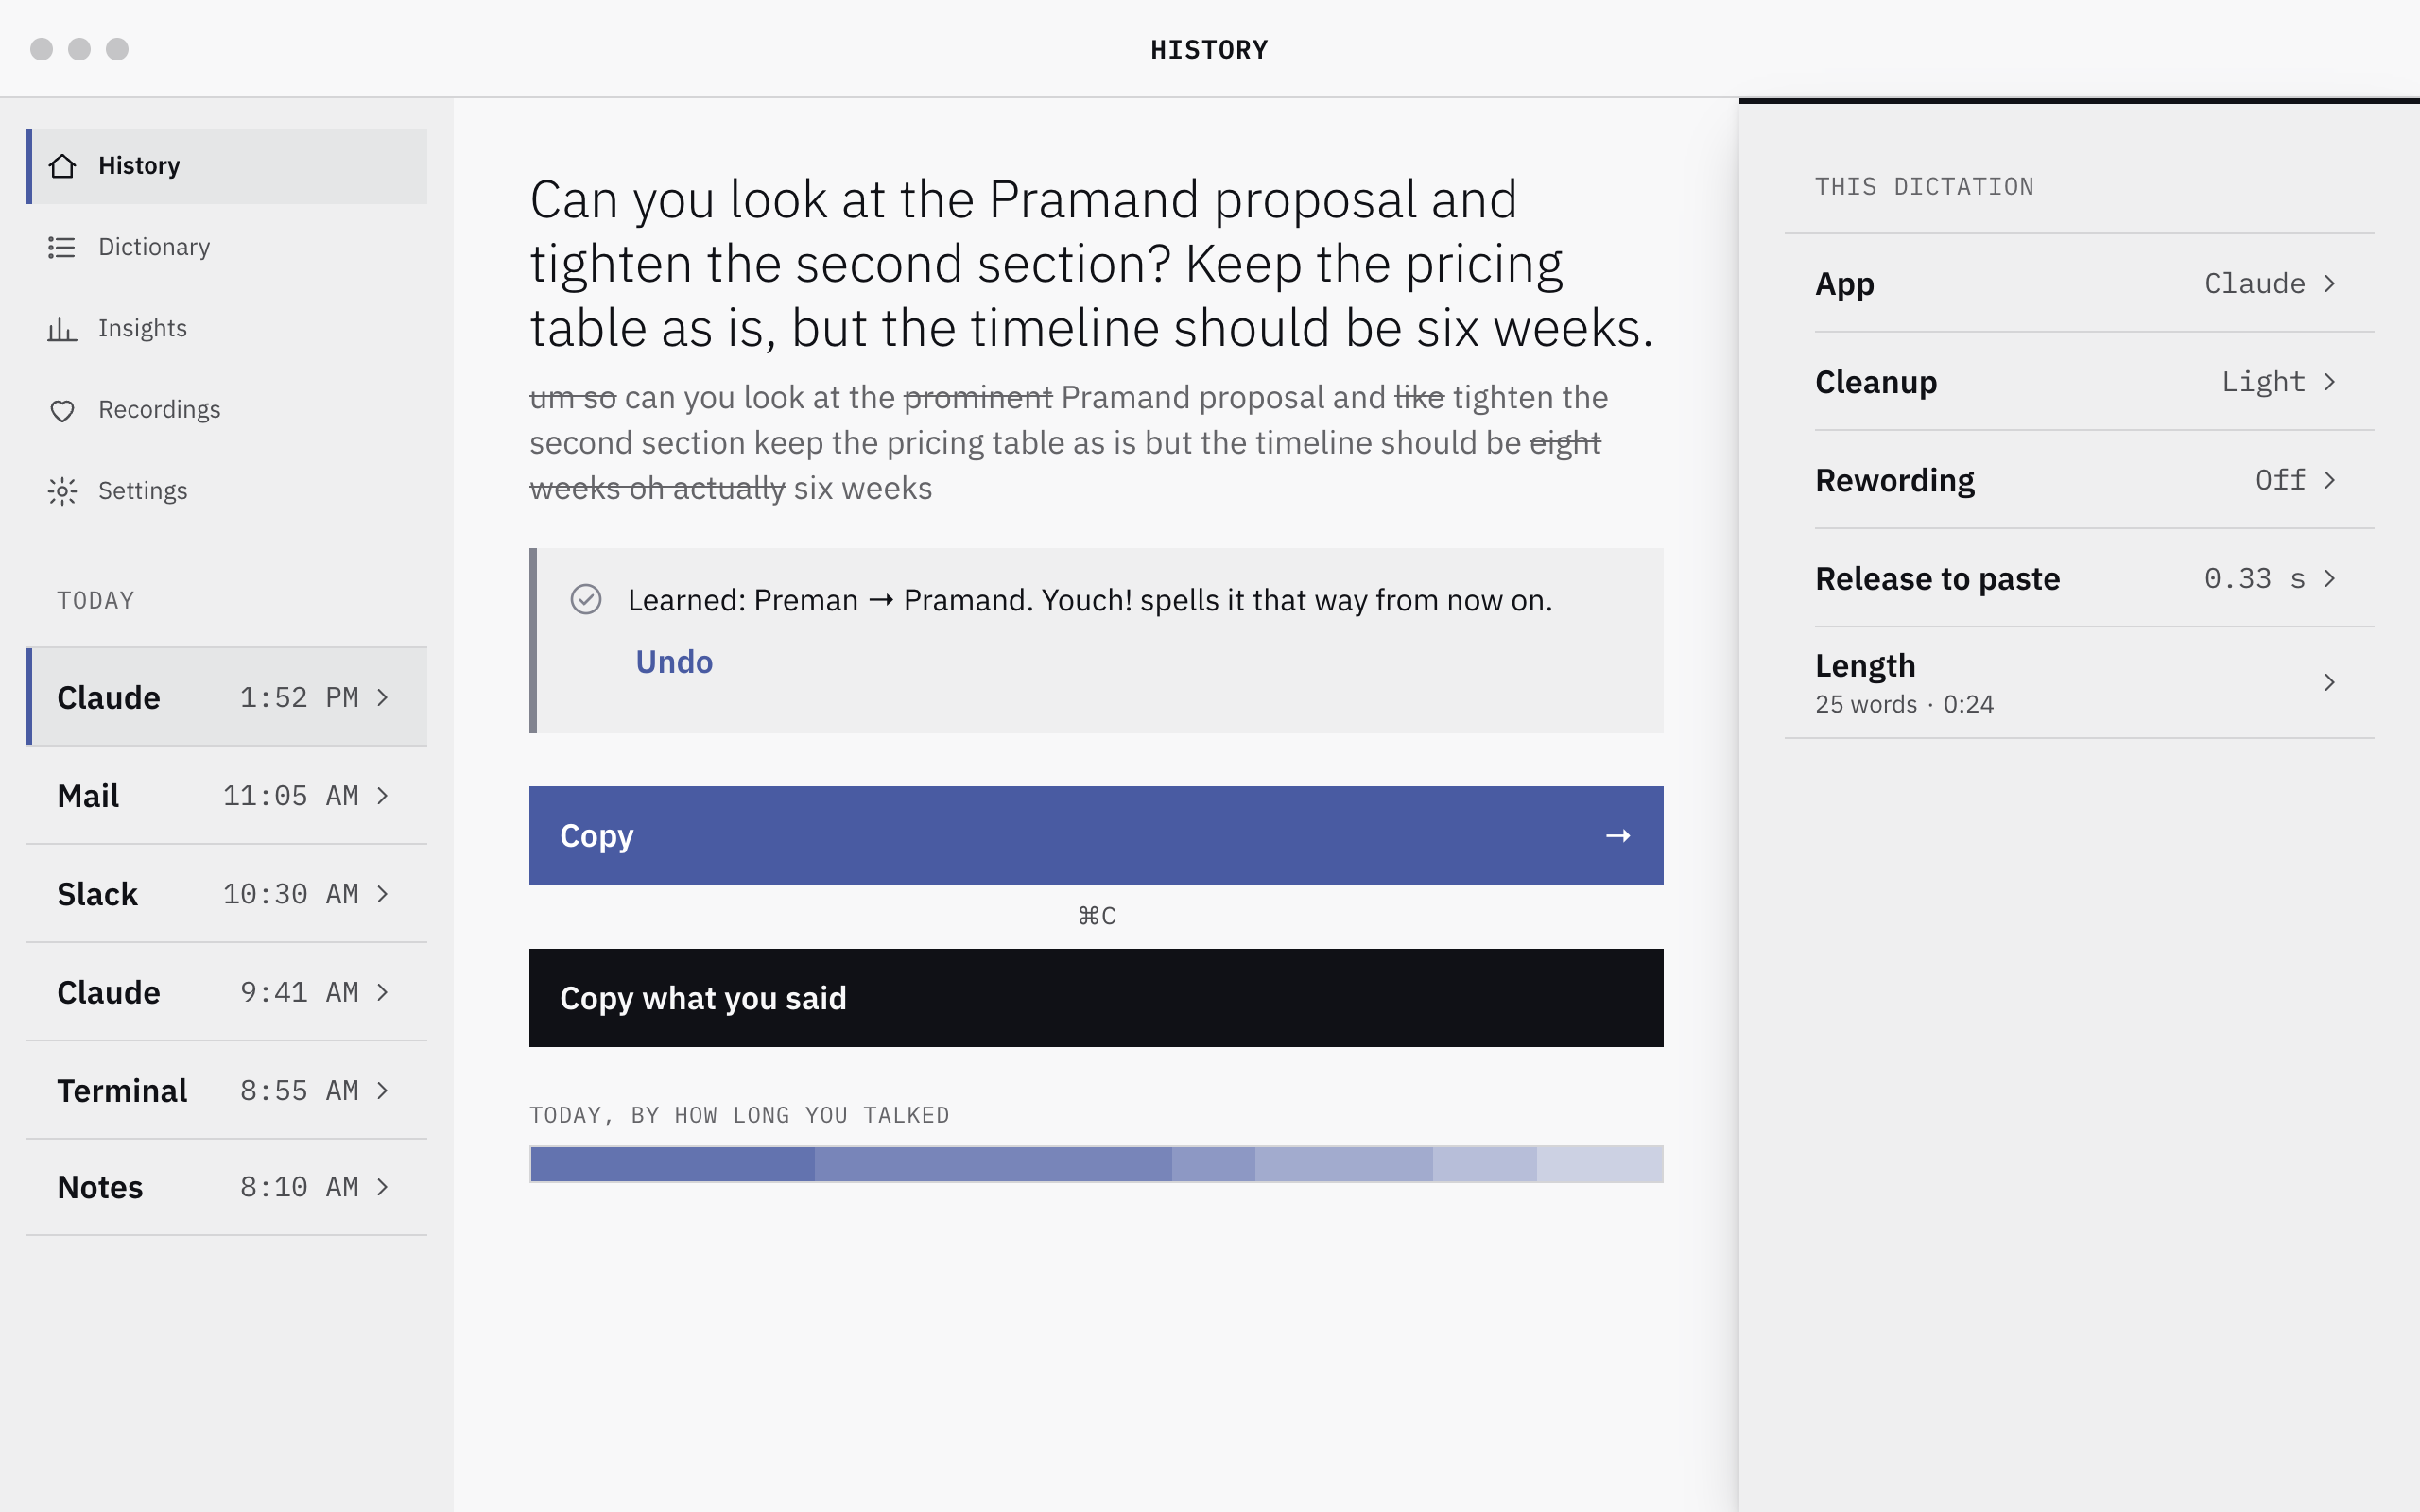 HISTORY
History
Dictionary
Insights
Recordings
Settings
TODAY
Claude 1:52 PM
Mail 11:05 AM
Slack 10:30 AM
Claude 9:41 AM
Terminal 8:55 AM
Notes 8:10 AM
Can you look at the Pramand proposal and
tighten the second section? Keep the pricing
table as is, but the timeline should be six weeks.
um so can you look at the prominent Pramand proposal and like tighten the
second section keep the pricing table as is but the timeline should be eight
weeks oh actually six weeks
Learned: Preman → Pramand. Youch! spells it that way from now on.
Undo
Copy →
⌘C
Copy what you said
TODAY, BY HOW LONG YOU TALKED
THIS DICTATION
App Claude
Cleanup Light
Rewording Off
Release to paste 0.33 s
Length
25 words · 0:24